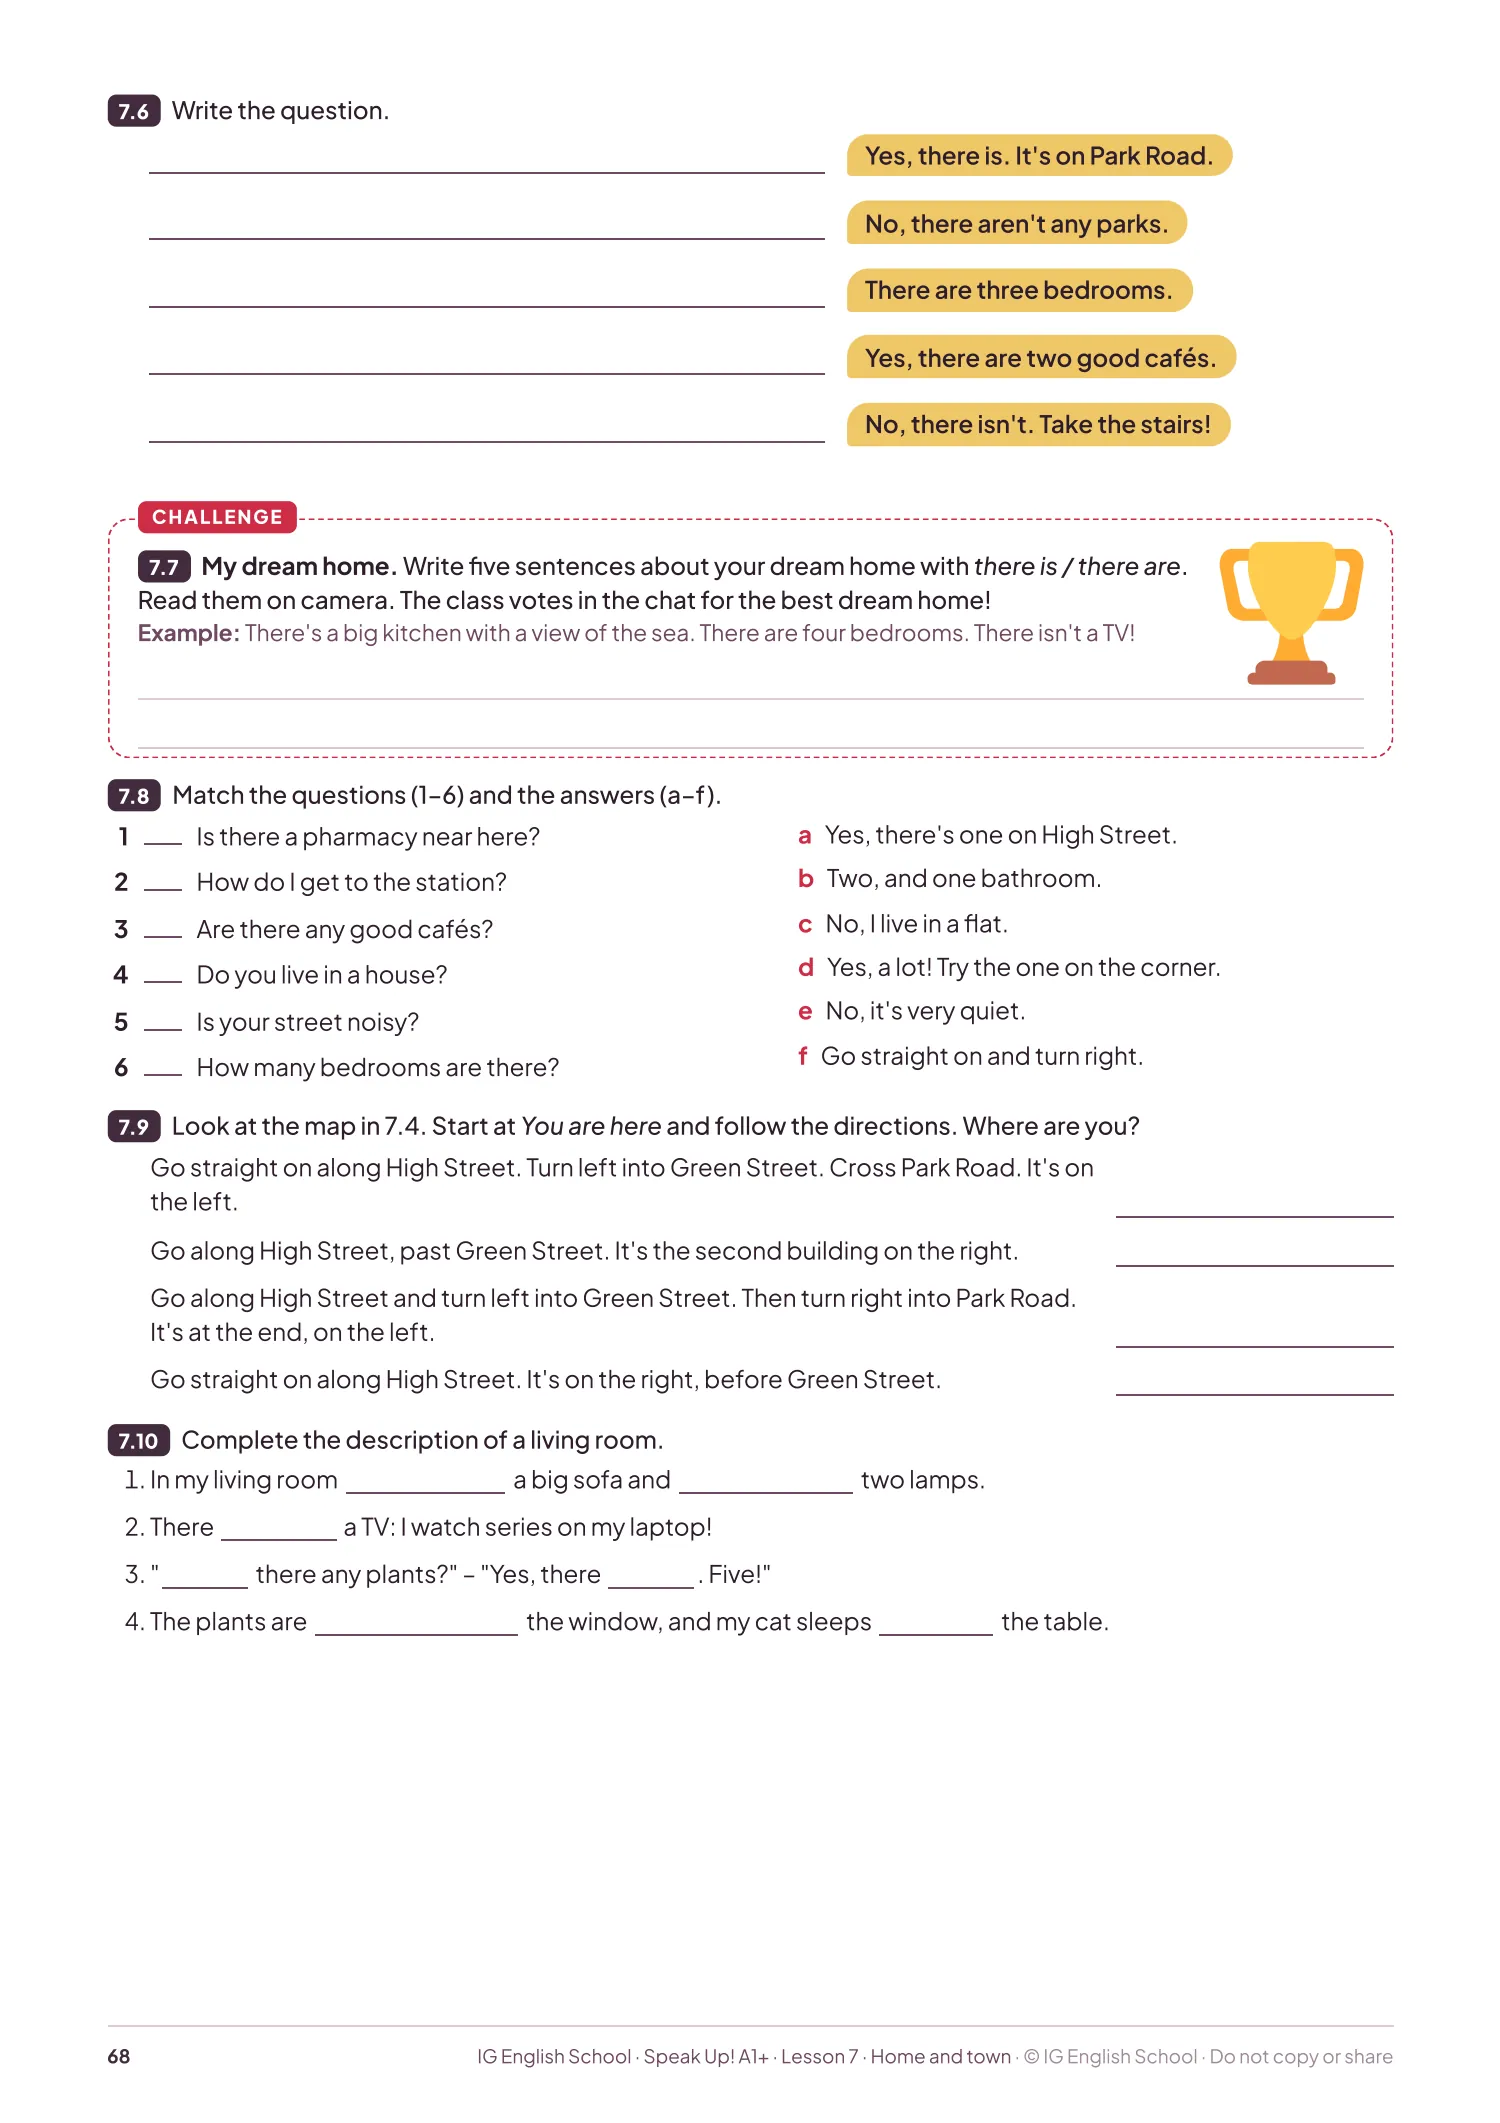 7.6 Write the question.
Yes, there is. It's on Park Road.
No, there aren't any parks.
There are three bedrooms.
Yes, there are two good cafés.
No, there isn't. Take the stairs!
CHALLENGE
7.7 My dream home. Write five sentences about your dream home with there is / there are.
Read them on camera. The class votes in the chat for the best dream home!
Example: There's a big kitchen with a view of the sea. There are four bedrooms. There isn't a TV!
7.8 Match the questions (1–6) and the answers (a–f).
1 ___ Is there a pharmacy near here?
2 ___ How do I get to the station?
3 ___ Are there any good cafés?
4 ___ Do you live in a house?
5 ___ Is your street noisy?
6 ___ How many bedrooms are there?
a Yes, there's one on High Street.
b Two, and one bathroom.
c No, I live in a flat.
d Yes, a lot! Try the one on the corner.
e No, it's very quiet.
f Go straight on and turn right.
7.9 Look at the map in 7.4. Start at You are here and follow the directions. Where are you?
Go straight on along High Street. Turn left into Green Street. Cross Park Road. It's on
the left.
Go along High Street, past Green Street. It's the second building on the right.
Go along High Street and turn left into Green Street. Then turn right into Park Road.
It's at the end, on the left.
Go straight on along High Street. It's on the right, before Green Street.
7.10 Complete the description of a living room.
1. In my living room ___ a big sofa and ___ two lamps.
2. There ___ a TV: I watch series on my laptop!
3. "___ there any plants?" – "Yes, there ___. Five!"
4. The plants are ___ the window, and my cat sleeps ___ the table.
68 IG English School · Speak Up! A1+ · Lesson 7 · Home and town · © IG English School · Do not copy or share